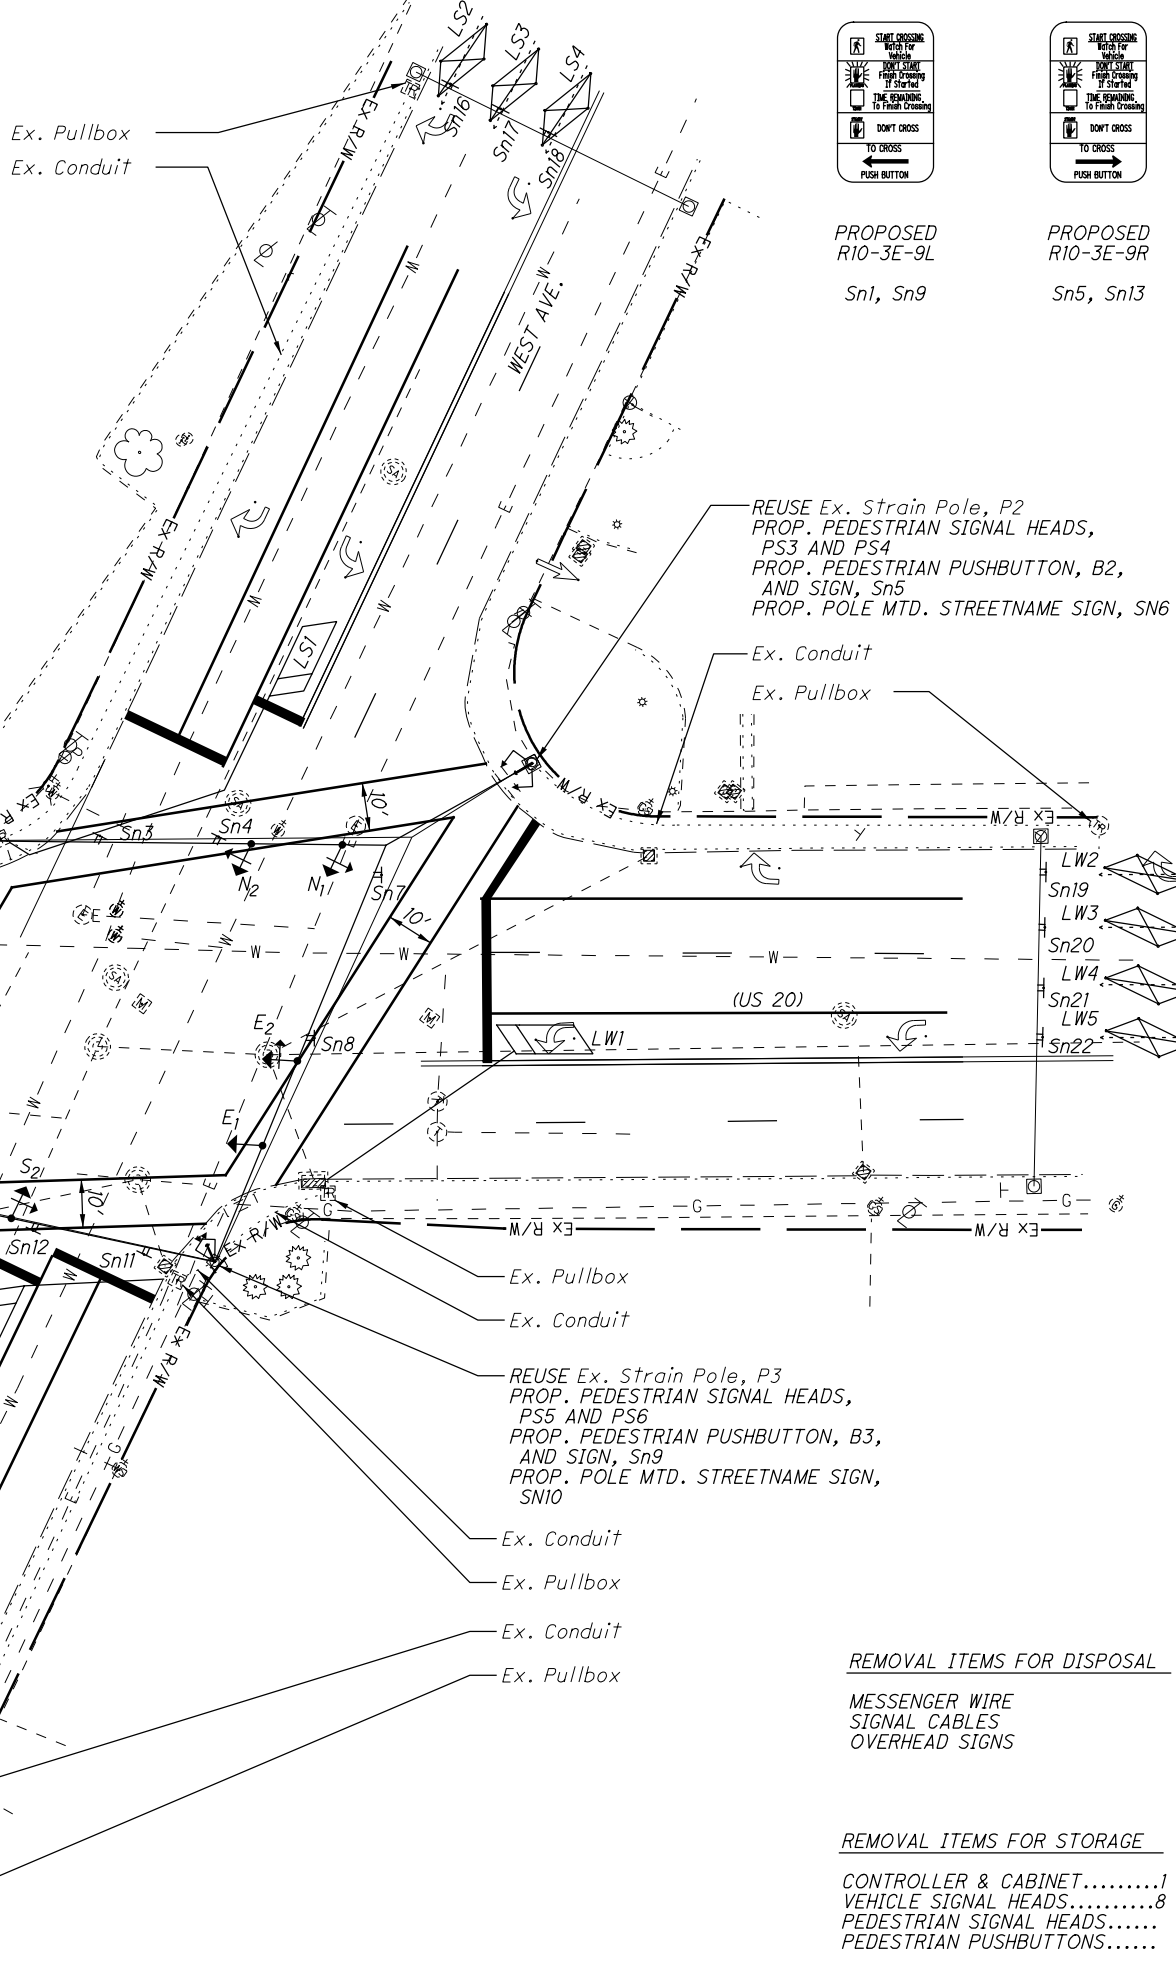 LS2
LS3
LS4
Sn16
Sn17
Sn18
Ex. Pullbox
Ex. Conduit
EX R/W
E
EX R/W
START CROSSING
Watch For
Vehicle
DON'T START
Finish Crossing
If Started
TIME REMAINING
To Finish Crossing
DON'T CROSS
TO CROSS
PUSH BUTTON
START CROSSING
Watch For
Vehicle
DON'T START
Finish Crossing
If Started
TIME REMAINING
To Finish Crossing
DON'T CROSS
TO CROSS
PUSH BUTTON
PROPOSED
R10-3E-9L
Sn1, Sn9
PROPOSED
R10-3E-9R
Sn5, Sn13
W
W
WEST AVE.
SA
E
W
EX R/W
W
W
LS1
REUSE Ex. Strain Pole, P2
PROP. PEDESTRIAN SIGNAL HEADS,
PS3 AND PS4
PROP. PEDESTRIAN PUSHBUTTON, B2,
AND SIGN, Sn5
PROP. POLE MTD. STREETNAME SIGN, SN6
Ex. Conduit
Ex. Pullbox
EX R/W
EX R/W
EX R
10'
SA
Sn3
Sn4
N2
N1
Sn7
10'
LW2
Sn19
LW3
Sn20
LW4
Sn21
LW5
Sn22
E
W
W
W
W
SA
M
M
(US 20)
SA
LW1
E2
Sn8
E1
W
S2
10'
E
Sn12
Sn11
EX R/W
G
EX R/W
G
G
EX R/W
T
Ex. Pullbox
Ex. Conduit
W
W
EX R/W
G
E
REUSE Ex. Strain Pole, P3
PROP. PEDESTRIAN SIGNAL HEADS,
PS5 AND PS6
PROP. PEDESTRIAN PUSHBUTTON, B3,
AND SIGN, Sn9
PROP. POLE MTD. STREETNAME SIGN,
SN10
Ex. Conduit
Ex. Pullbox
Ex. Conduit
Ex. Pullbox
REMOVAL ITEMS FOR DISPOSAL
MESSENGER WIRE
SIGNAL CABLES
OVERHEAD SIGNS
REMOVAL ITEMS FOR STORAGE
CONTROLLER & CABINET.........1
VEHICLE SIGNAL HEADS..........8
PEDESTRIAN SIGNAL HEADS......
PEDESTRIAN PUSHBUTTONS......